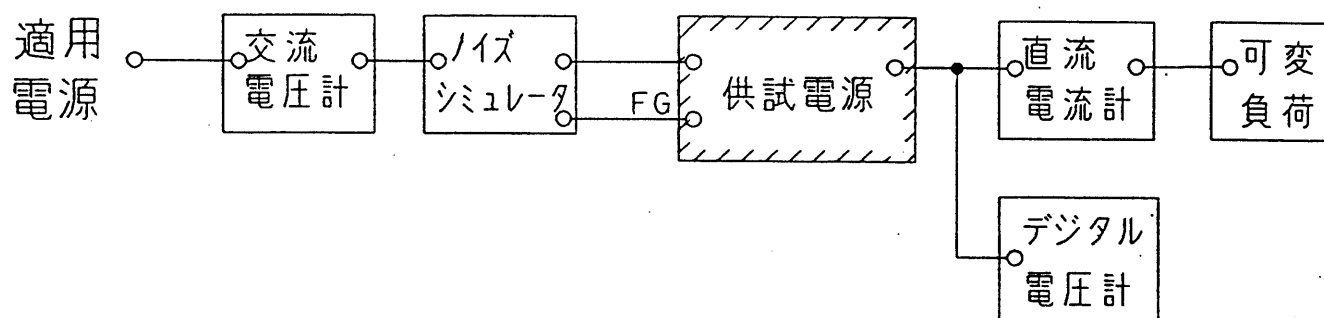 適用
電源
交流
電圧計
ノイズ
シミュレータ
FG
供試電源
直流
電流計
可変
負荷
デジタル
電圧計